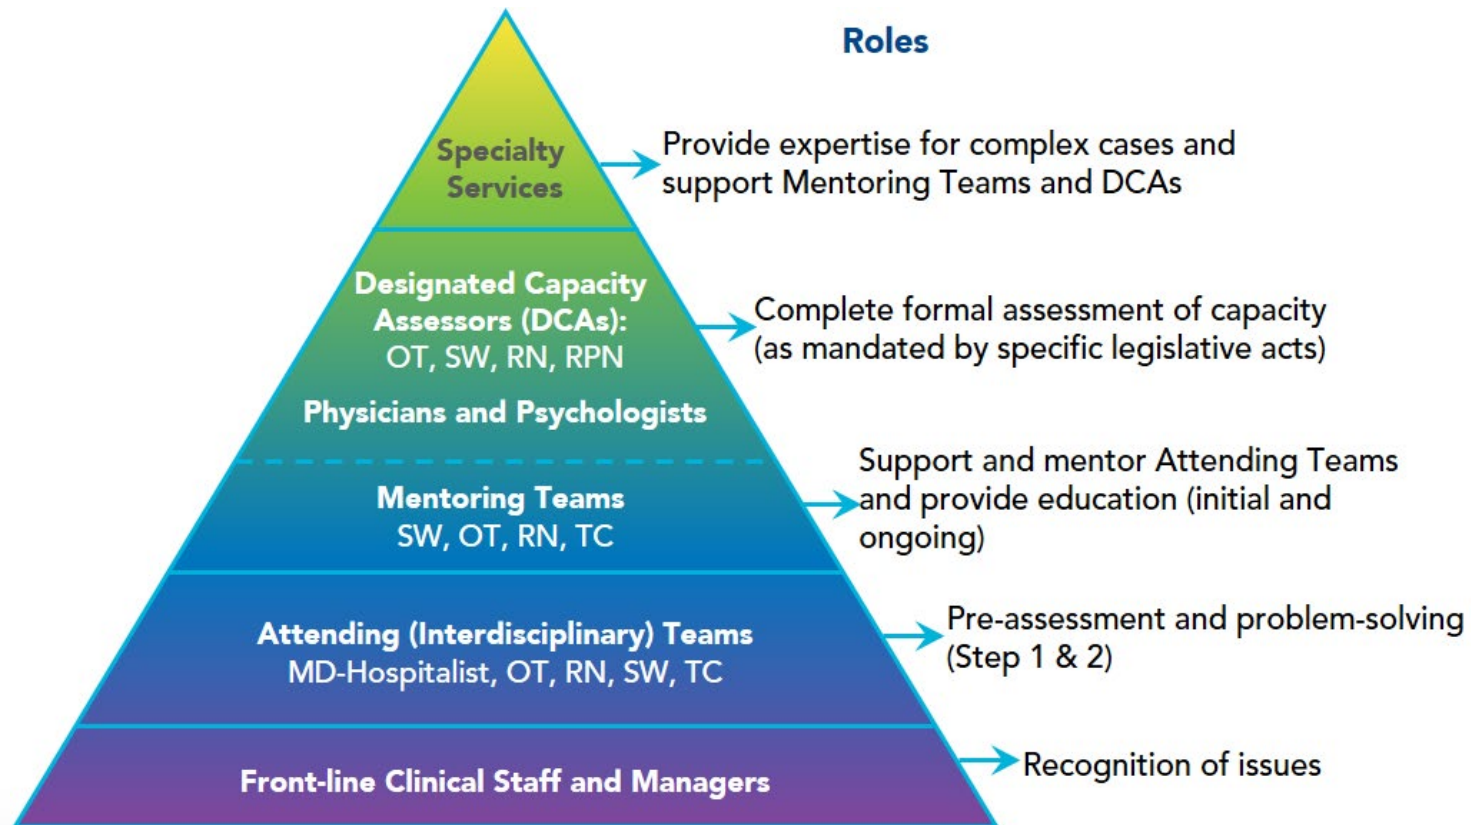 Roles
Specialty
Services
Provide expertise for complex cases and
support Mentoring Teams and DCAs
Designated Capacity
Assessors (DCAs):
OT, SW, RN, RPN
Physicians and Psychologists
Complete formal assessment of capacity
(as mandated by specific legislative acts)
Mentoring Teams
SW, OT, RN, TC
Support and mentor Attending Teams
and provide education (initial and
ongoing)
Attending (Interdisciplinary) Teams
MD-Hospitalist, OT, RN, SW, TC
Pre-assessment and problem-solving
(Step 1 & 2)
Front-line Clinical Staff and Managers
Recognition of issues